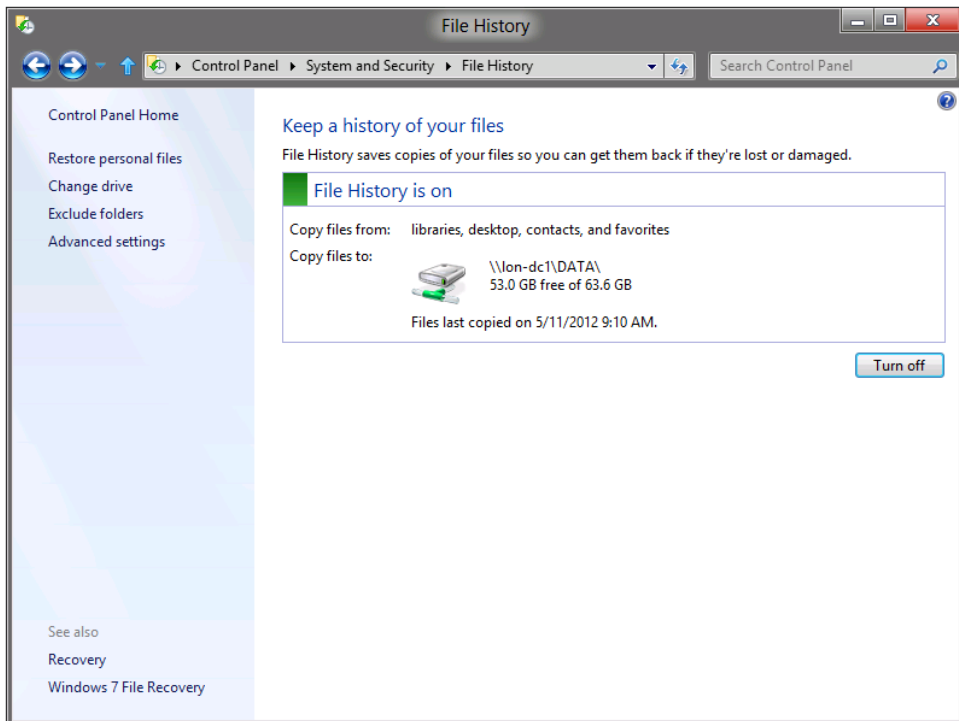 File History
Control Panel System and Security File History
Search Control Panel
Control Panel Home
Restore personal files
Change drive
Exclude folders
Advanced settings
Keep a history of your files
File History saves copies of your files so you can get them back if they're lost or damaged.
File History is on
Copy files from: libraries, desktop, contacts, and favorites
Copy files to:
\\lon-dc1\DATA\
53.0 GB free of 63.6 GB
Files last copied on 5/11/2012 9:10 AM.
Turn off
See also
Recovery
Windows 7 File Recovery